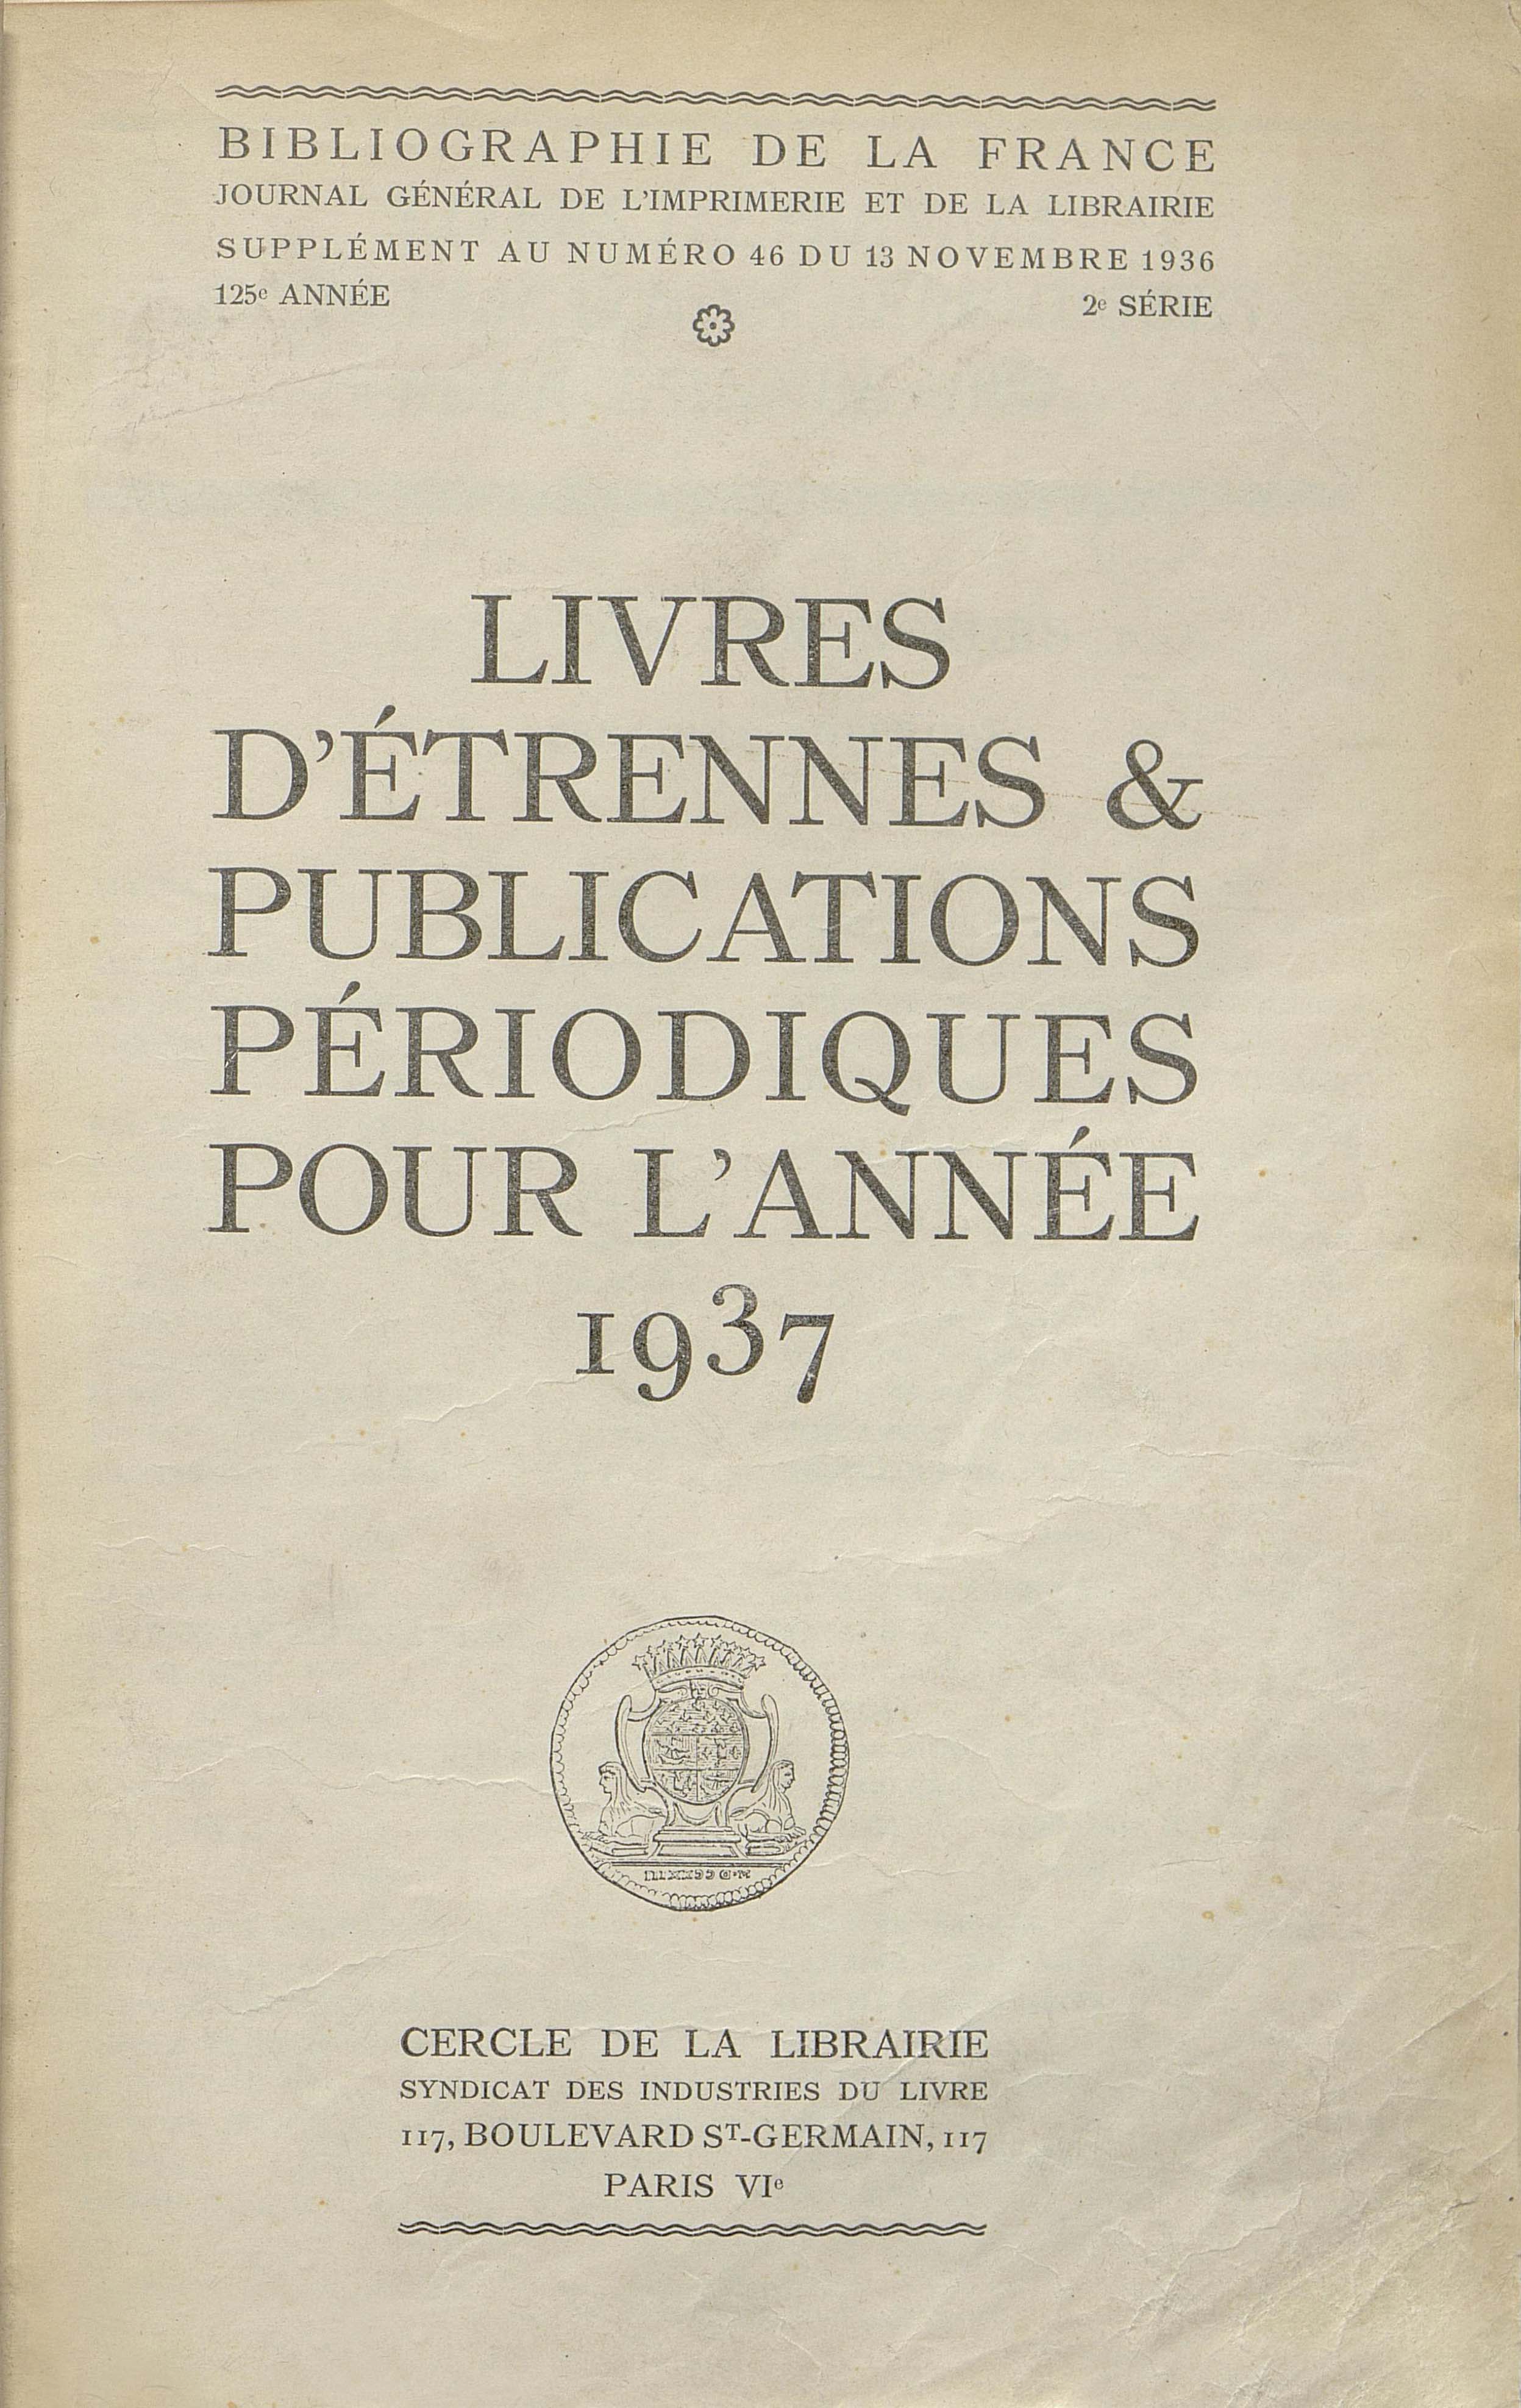 BIBLIOGRAPHIE DE LA FRANCE
JOURNAL GÉNÉRAL DE L'IMPRIMERIE ET DE LA LIBRAIRIE
SUPPLÉMENT AU NUMÉRO 46 DU 13 NOVEMBRE 1936
125e ANNÉE 2e SÉRIE
LIVRES
D'ÉTRENNES &
PUBLICATIONS
PÉRIODIQUES
POUR L'ANNÉE
1937
CERCLE DE LA LIBRAIRIE
SYNDICAT DES INDUSTRIES DU LIVRE
117, BOULEVARD ST-GERMAIN, 117
PARIS VIe